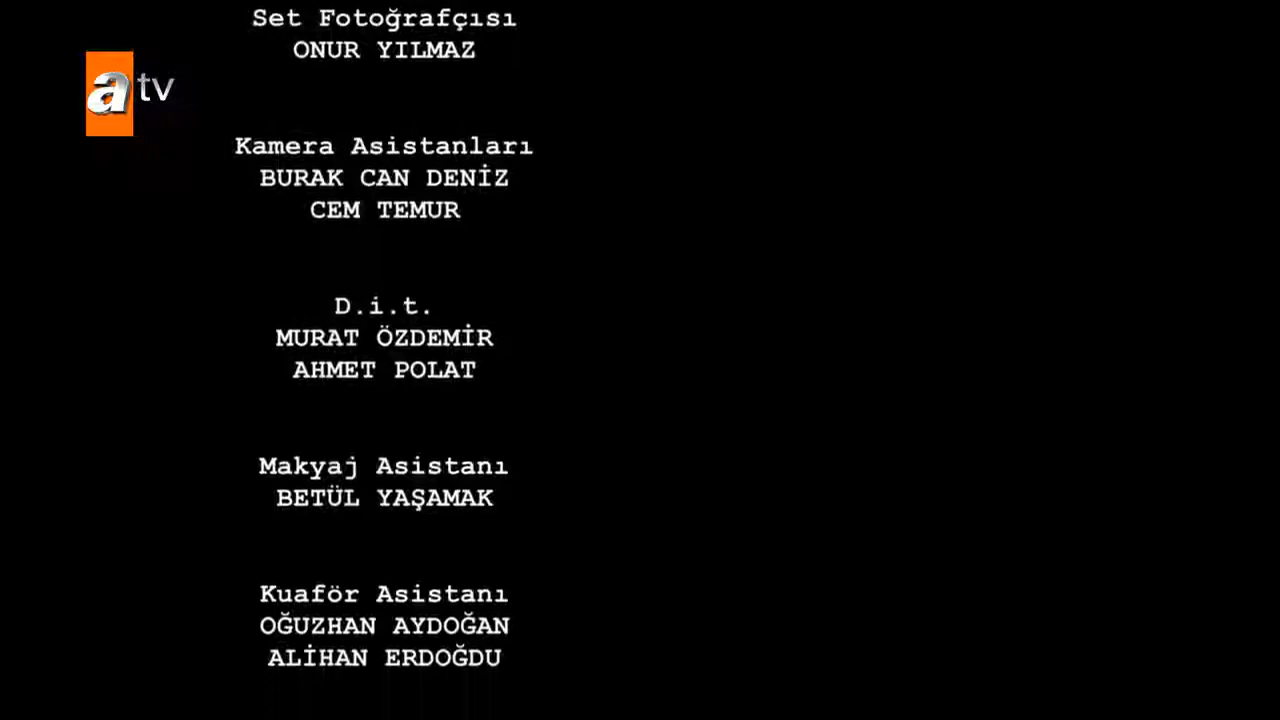 Set Fotoğrafçısı
ONUR YILMAZ
atv
Kamera Asistanları
BURAK CAN DENİZ
CEM TEMUR
D.i.t.
MURAT ÖZDEMİR
AHMET POLAT
Makyaj Asistanı
BETÜL YAŞAMAK
Kuaför Asistanı
OĞUZHAN AYDOĞAN
ALİHAN ERDOĞDU